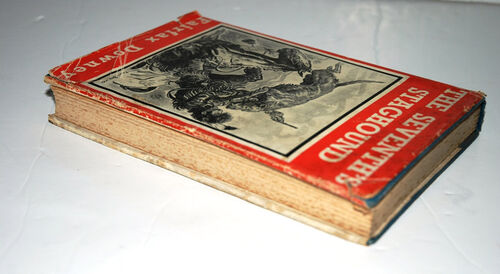 THE SEVENTH'S
STAGHOUND
Fairfax Downey